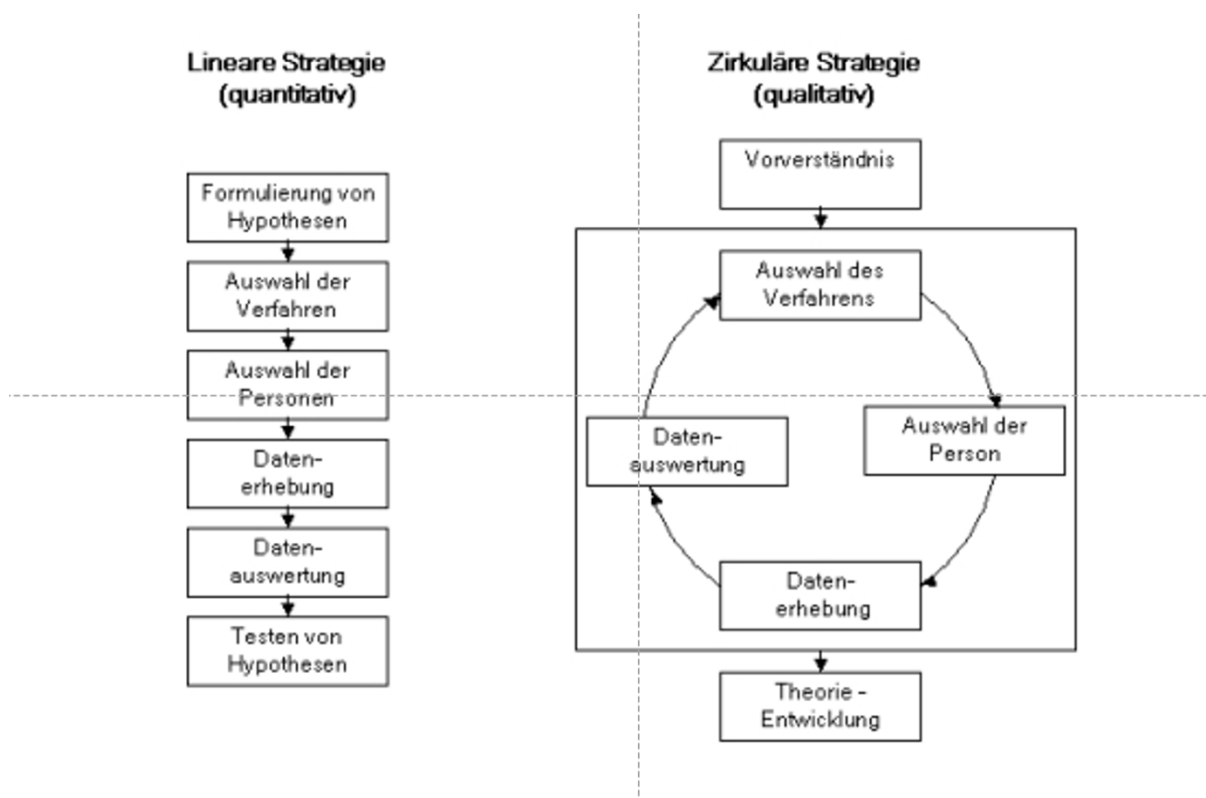 Lineare Strategie
(quantitativ)
Formulierung von
Hypothesen
Auswahl der
Verfahren
Auswahl der
Personen
Daten-
erhebung
Daten-
auswertung
Testen von
Hypothesen
Zirkuläre Strategie
(qualitativ)
Vorverständnis
Auswahl des
Verfahrens
Auswahl der
Person
Daten-
erhebung
Daten-
auswertung
Theorie -
Entwicklung